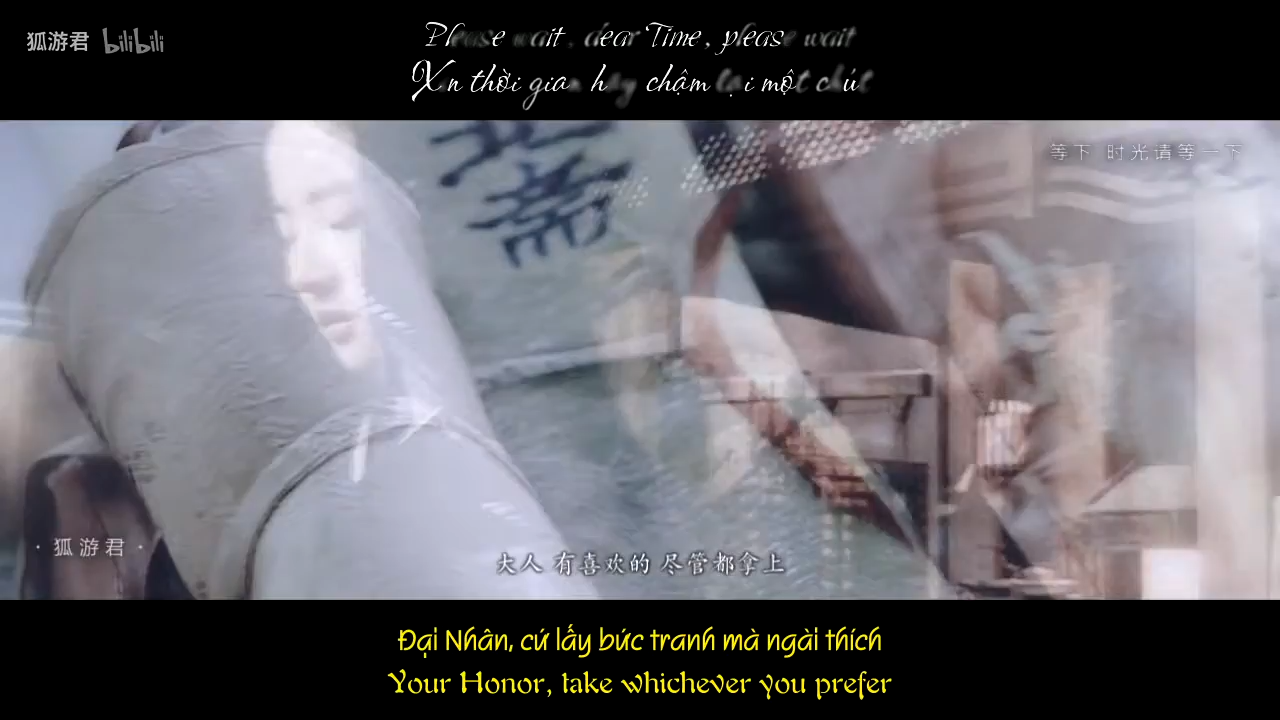 狐游君 bilibili
Please wait, dear Time, please wait
Xin thời gian hãy chậm lại một chút
等下 时光请等一下
北斋
· 狐游君 ·
大人 有喜欢的 尽管都拿上
Đại Nhân, cứ lấy bức tranh mà ngài thích
Your Honor, take whichever you prefer